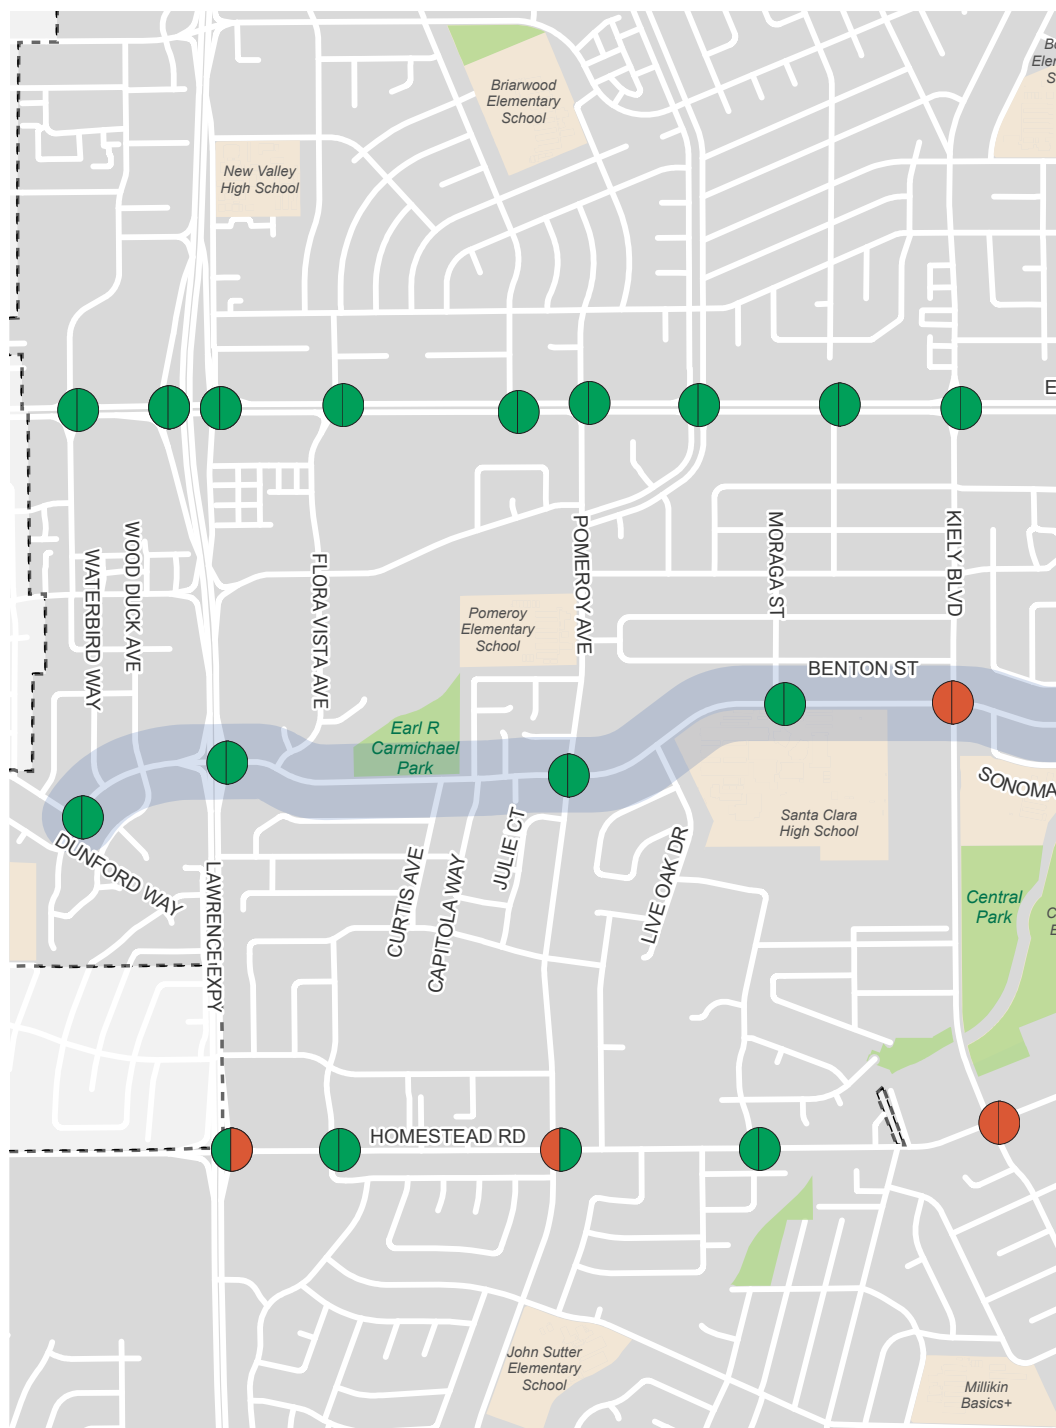 Briarwood
Elementary
School
New Valley
High School
E
WOOD DUCK AVE
WATERBIRD WAY
FLORA VISTA AVE
POMEROY AVE
MORAGA ST
KIELY BLVD
Pomeroy
Elementary
School
BENTON ST
Earl R
Carmichael
Park
SONOMA
Santa Clara
High School
DUNFORD WAY
LAWRENCE EXPY
CURTIS AVE
CAPITOLA WAY
JULIE CT
LIVE OAK DR
Central
Park
HOMESTEAD RD
John Sutter
Elementary
School
Millikin
Basics+